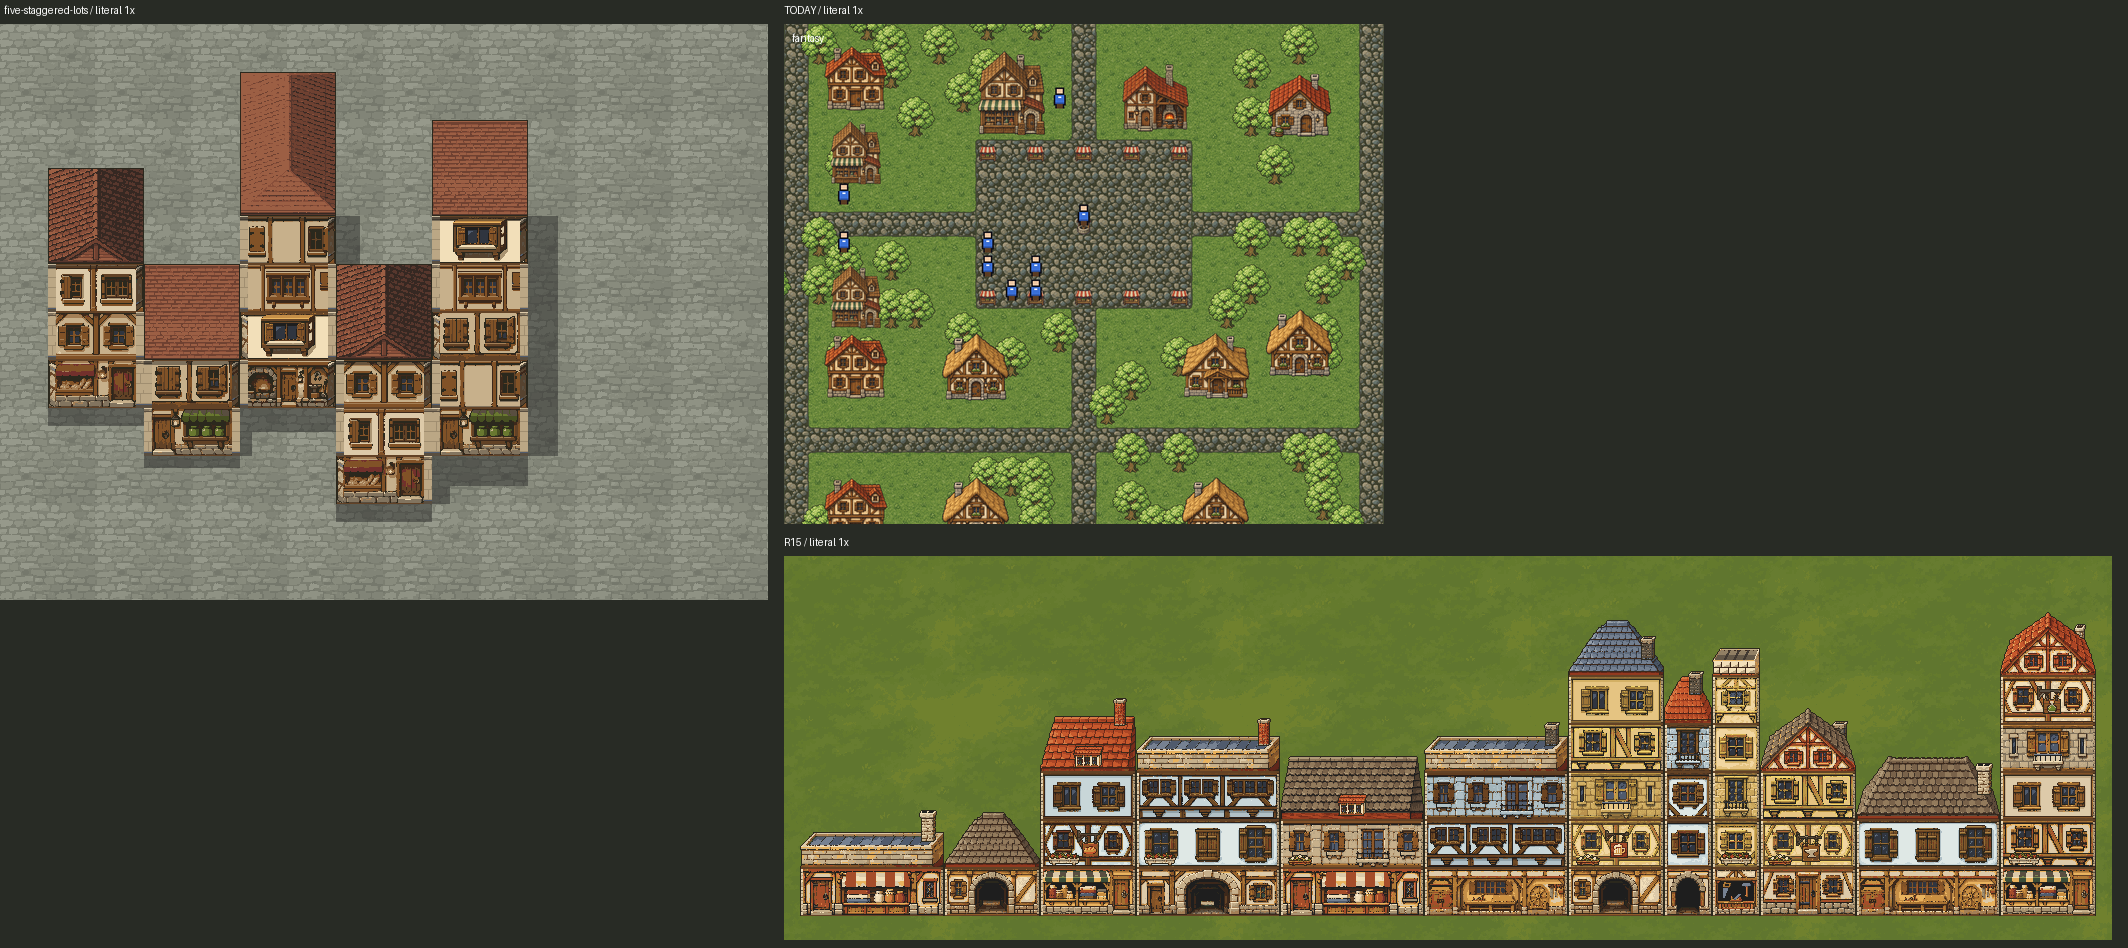 five-staggered-lots / literal 1x
TODAY / literal 1x
fantasy
R15 / literal 1x